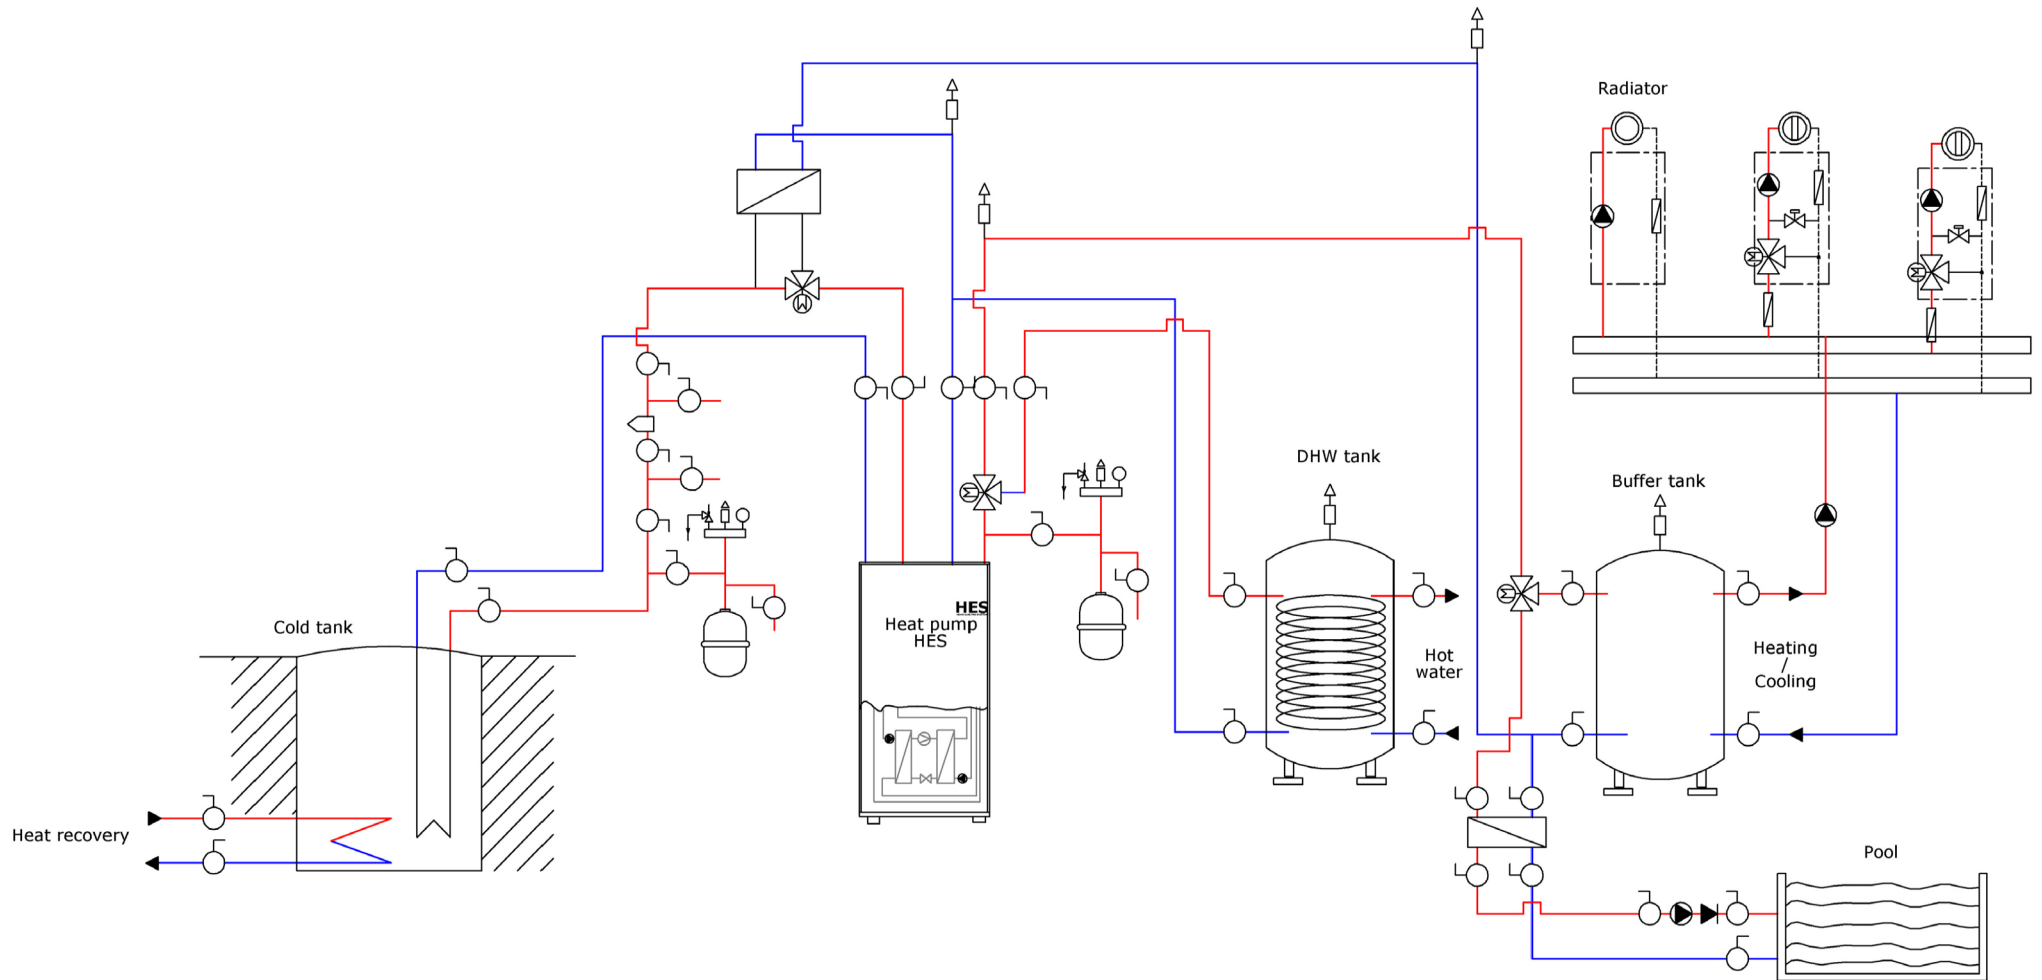 Radiator
DHW tank
Buffer tank
HES
Heat pump
HES
Cold tank
Hot
water
Heating
/
Cooling
Heat recovery
Pool
M
M
M
M
M